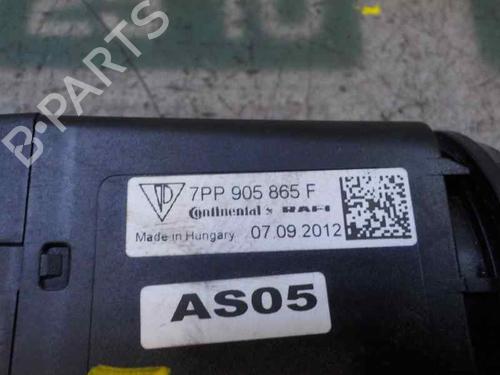 7PP 905 865 F
Continental & RAFI
Made in Hungary 07.09.2012
AS05
B-Parts